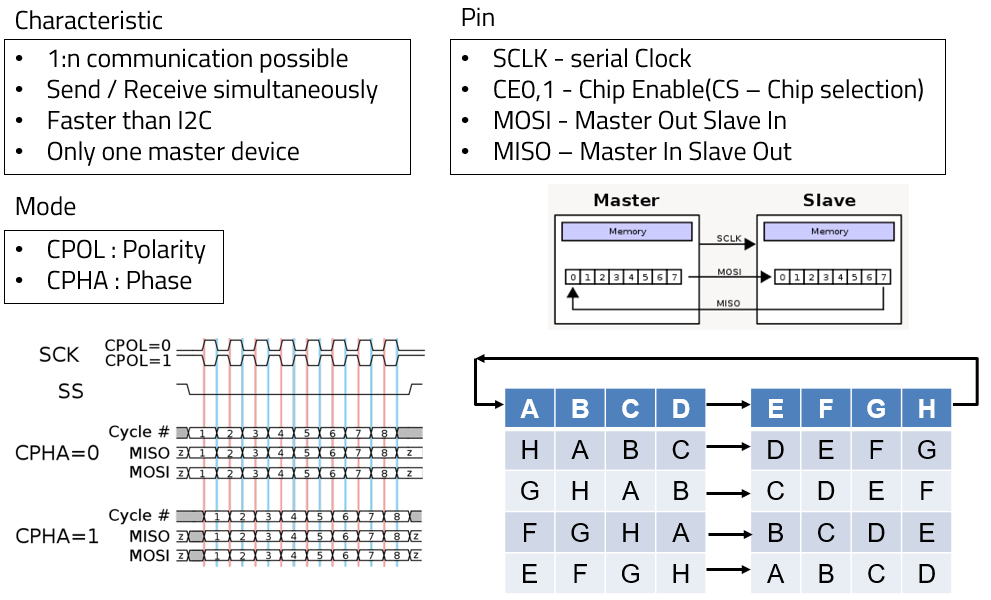 Characteristic
• 1:n communication possible
• Send / Receive simultaneously
• Faster than I2C
• Only one master device
Pin
• SCLK - serial Clock
• CE0,1 - Chip Enable(CS – Chip selection)
• MOSI - Master Out Slave In
• MISO – Master In Slave Out
Mode
• CPOL : Polarity
• CPHA : Phase
Master Slave
Memory Memory
SCLK
0 1 2 3 4 5 6 7 MOSI 0 1 2 3 4 5 6 7
MISO
SCK CPOL=0
CPOL=1
SS
CPHA=0
Cycle # 1 2 3 4 5 6 7 8
MISO z 1 2 3 4 5 6 7 8 z
MOSI z 1 2 3 4 5 6 7 8 z
CPHA=1
Cycle # 1 2 3 4 5 6 7 8
MISO z 1 2 3 4 5 6 7 8 z
MOSI z 1 2 3 4 5 6 7 8 z
A B C D E F G H
H A B C D E F G
G H A B C D E F
F G H A B C D E
E F G H A B C D